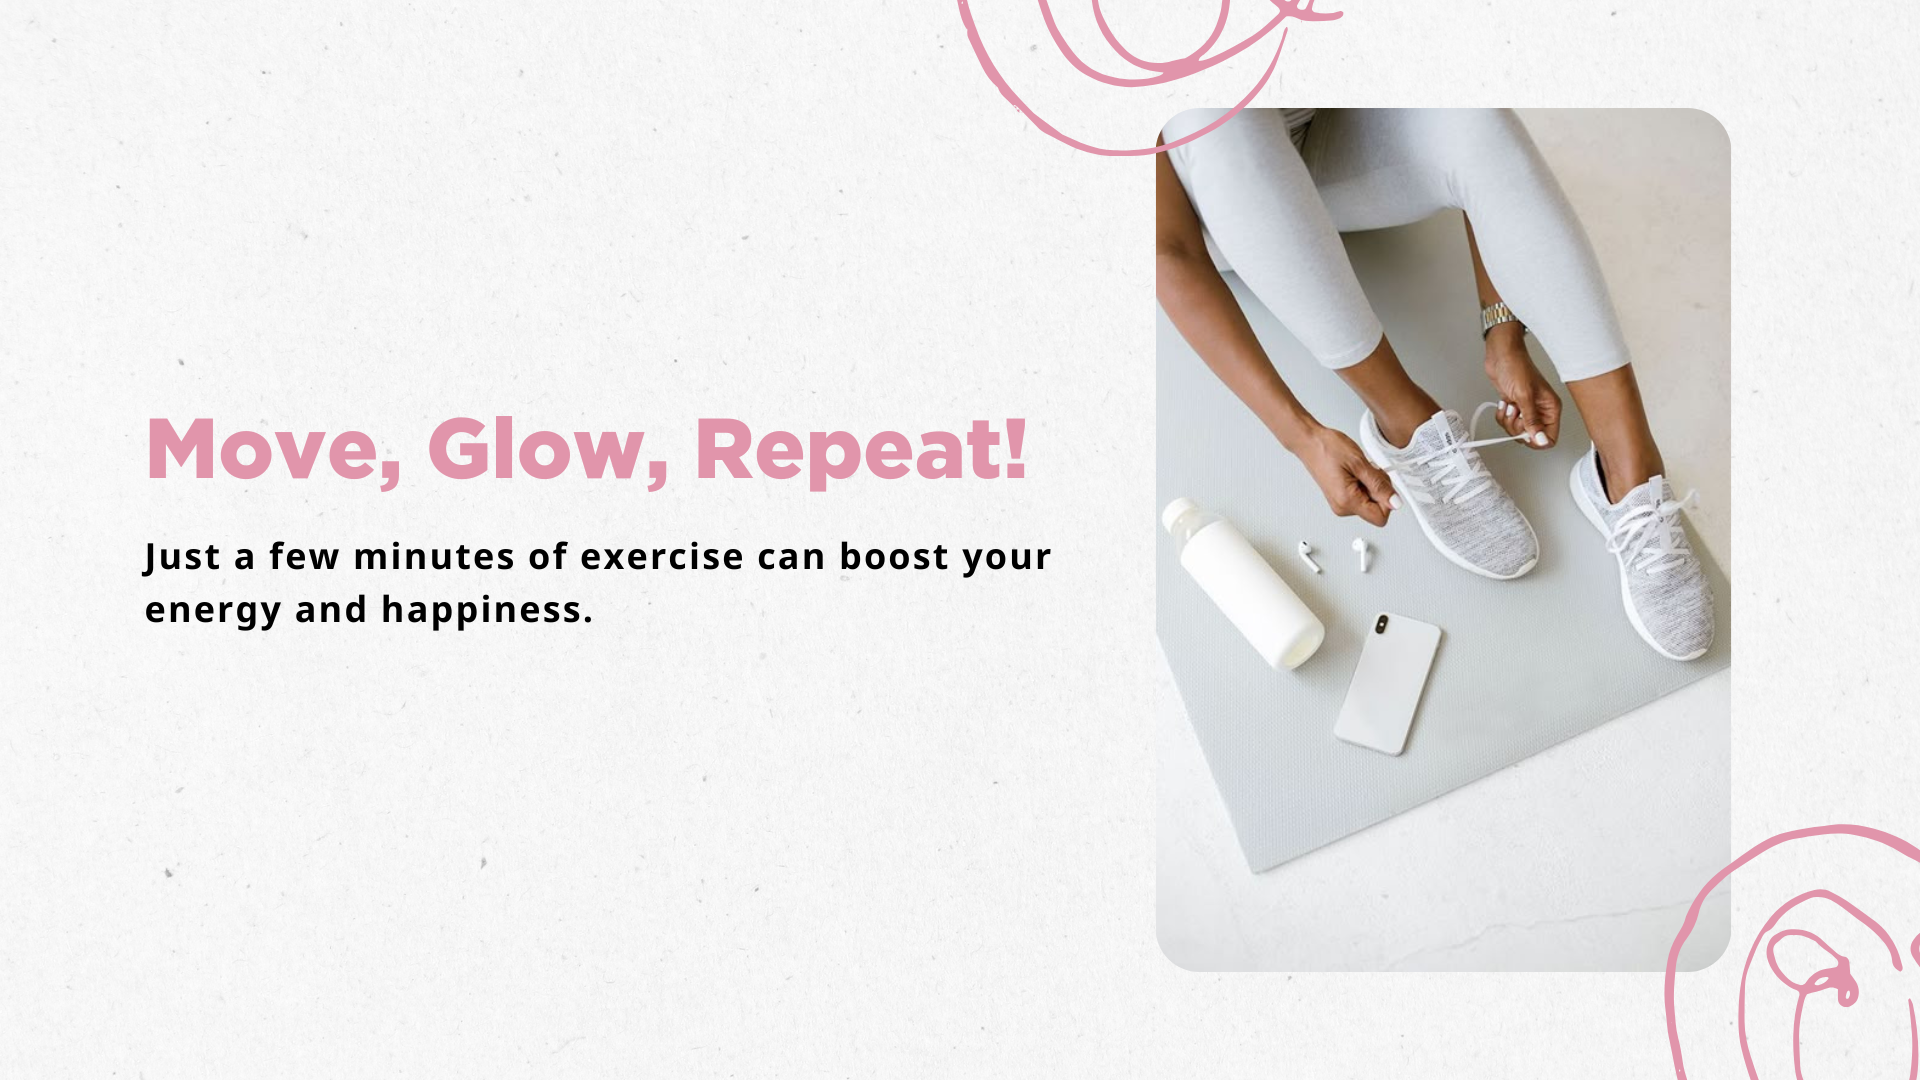 Move, Glow, Repeat!
Just a few minutes of exercise can boost your
energy and happiness.